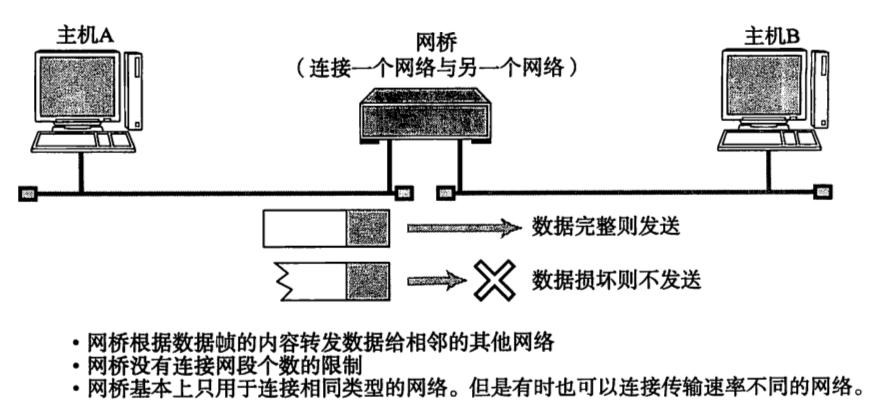 主机A
网桥
（连接一个网络与另一个网络）
主机B
数据完整则发送
数据损坏则不发送
・网桥根据数据帧的内容转发数据给相邻的其他网络
・网桥没有连接网段个数的限制
・网桥基本上只用于连接相同类型的网络。但是有时也可以连接传输速率不同的网络。